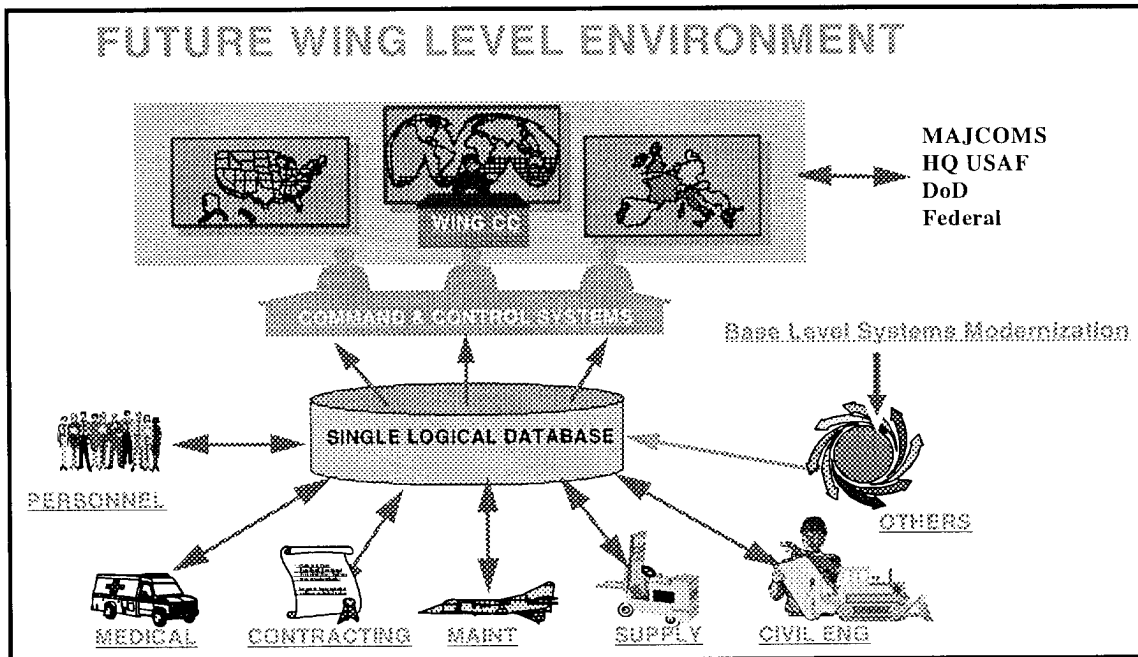 FUTURE WING LEVEL ENVIRONMENT
MAJCOMS
HQ USAF
DoD
Federal
WING CC
COMMAND & CONTROL SYSTEMS
Base Level Systems Modernization
SINGLE LOGICAL DATABASE
PERSONNEL
OTHERS
MEDICAL
CONTRACTING
MAINT
SUPPLY
CIVIL ENG